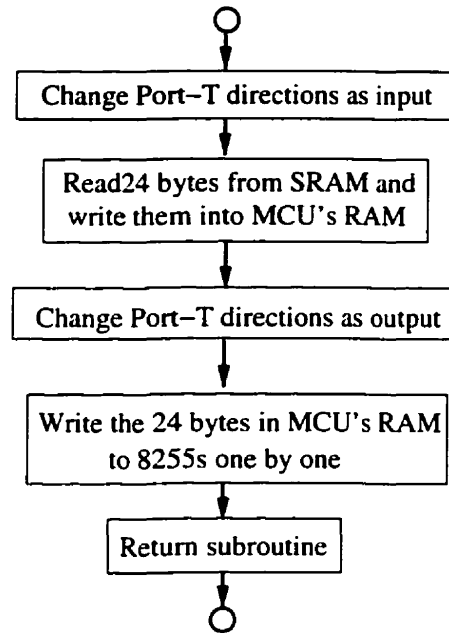 Change Port–T directions as input
Read24 bytes from SRAM and
write them into MCU's RAM
Change Port–T directions as output
Write the 24 bytes in MCU's RAM
to 8255s one by one
Return subroutine